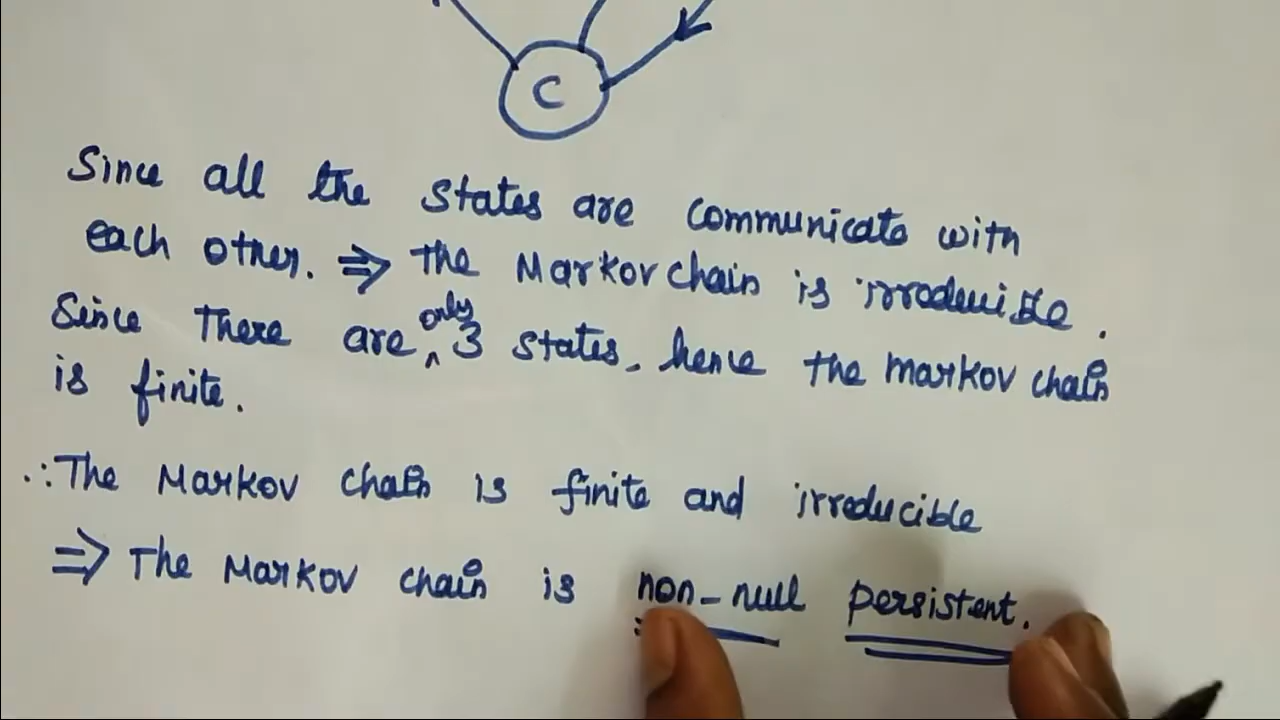 C
Since all the States are communicate with
each other. ⇒ The Markov chain is irreducible.
Since There are ^only 3 states, hence the markov chain
is finite.
∴ The Markov chain is finite and irreducible
⇒ The Markov chain is non-null persistent.